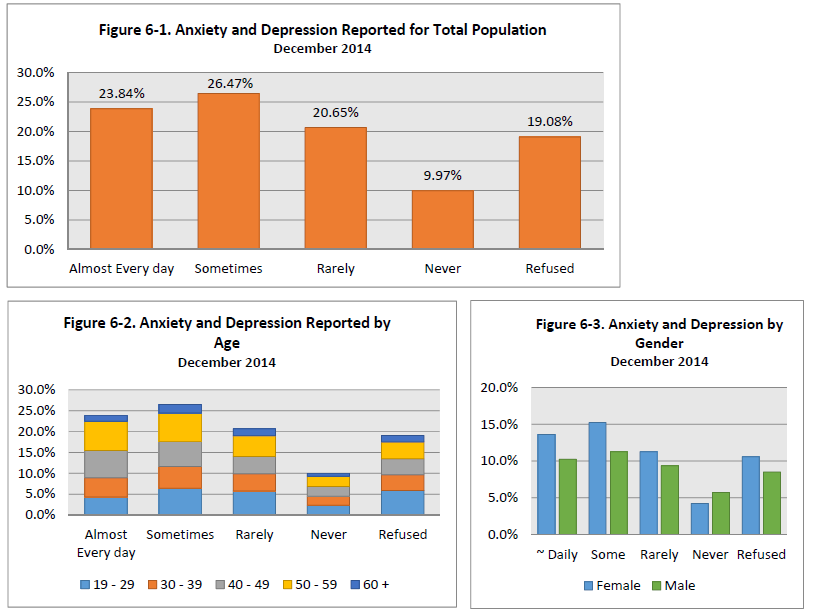 Figure 6-1. Anxiety and Depression Reported for Total Population
December 2014
30.0%
25.0%
20.0%
15.0%
10.0%
5.0%
0.0%
23.84%
26.47%
20.65%
9.97%
19.08%
Almost Every day Sometimes Rarely Never Refused
Figure 6-2. Anxiety and Depression Reported by
Age
December 2014
30.0%
25.0%
20.0%
15.0%
10.0%
5.0%
0.0%
Almost Sometimes Rarely Never Refused
Every day
19 - 29 30 - 39 40 - 49 50 - 59 60 +
Figure 6-3. Anxiety and Depression by
Gender
December 2014
20.0%
15.0%
10.0%
5.0%
0.0%
~ Daily Some Rarely Never Refused
Female Male